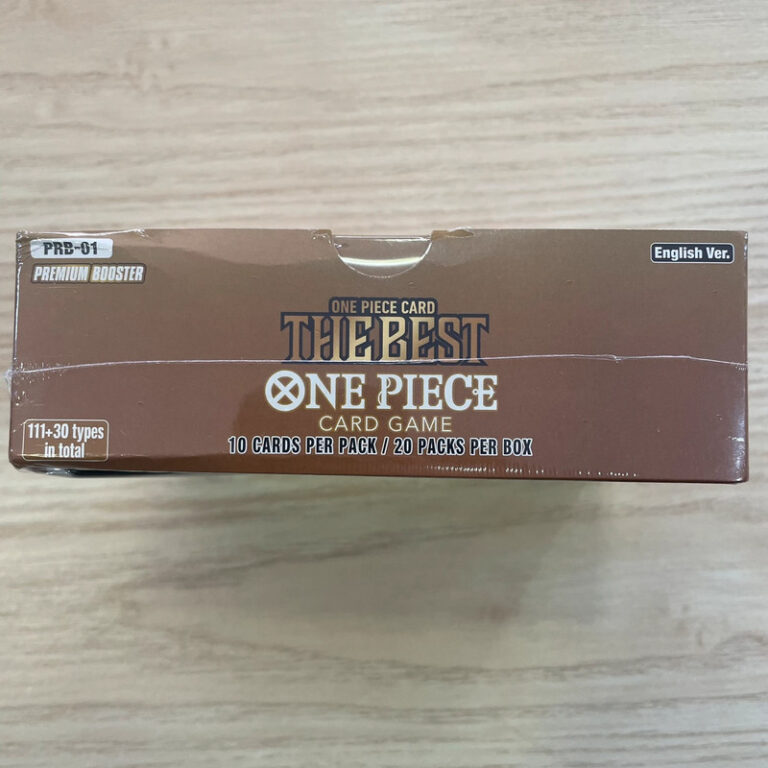 PRB-01
PREMIUM BOOSTER
English Ver.
ONE PIECE CARD
THE BEST
ONE PIECE
CARD GAME
10 CARDS PER PACK / 20 PACKS PER BOX
111+30 types
in total